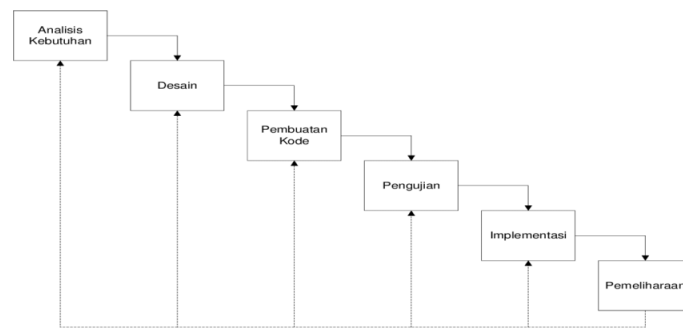 Analisis
Kebutuhan
Desain
Pembuatan
Kode
Pengujian
Implementasi
Pemeliharaan